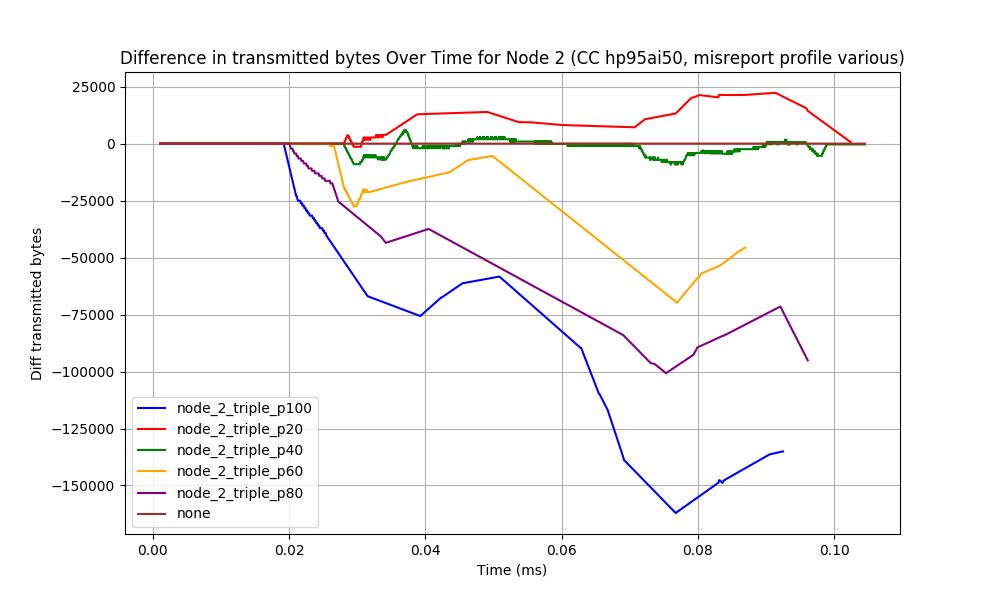 Difference in transmitted bytes Over Time for Node 2 (CC hp95ai50, misreport profile various)
25000
0
−25000
−50000
−75000
−100000
−125000
−150000
Diff transmitted bytes
node_2_triple_p100
node_2_triple_p20
node_2_triple_p40
node_2_triple_p60
node_2_triple_p80
none
0.00 0.02 0.04 0.06 0.08 0.10
Time (ms)